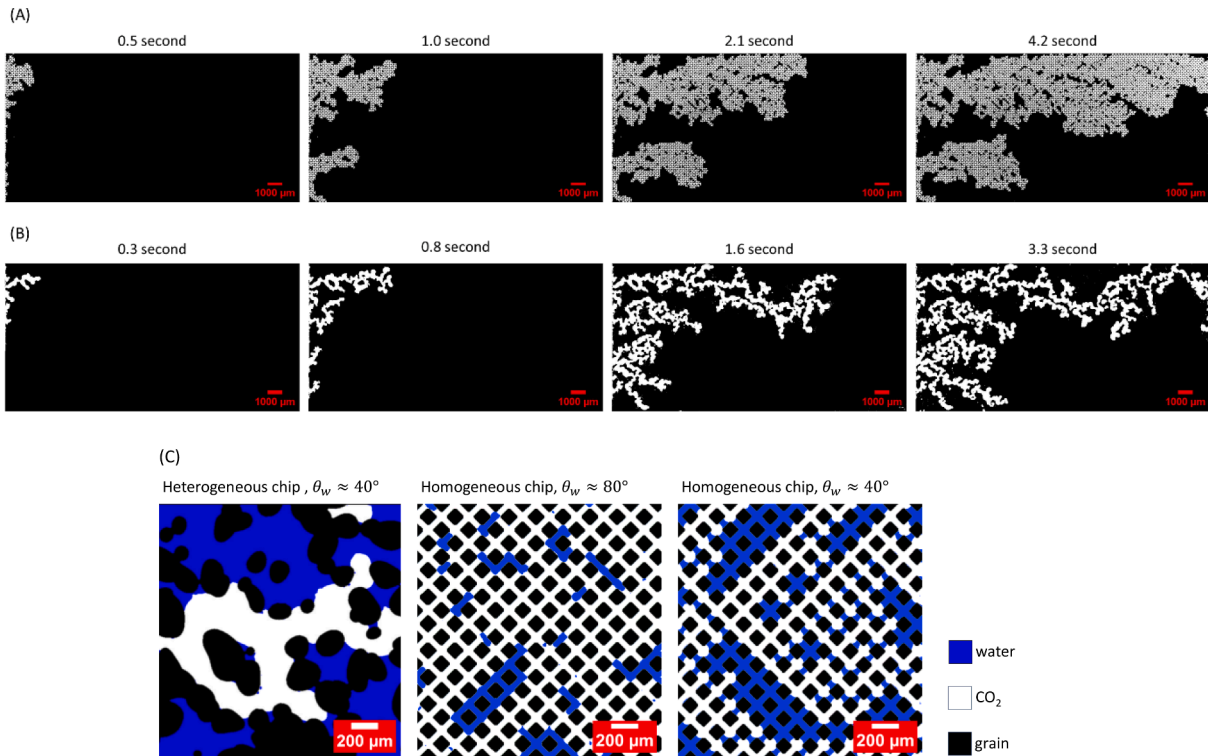 (A)
0.5 second
1.0 second
2.1 second
4.2 second
1000 µm
1000 µm
1000 µm
1000 µm
(B)
0.3 second
0.8 second
1.6 second
3.3 second
1000 µm
1000 µm
1000 µm
1000 µm
(C)
Heterogeneous chip , θw ≈ 40°
Homogeneous chip, θw ≈ 80°
Homogeneous chip, θw ≈ 40°
200 µm
200 µm
200 µm
water
CO₂
grain